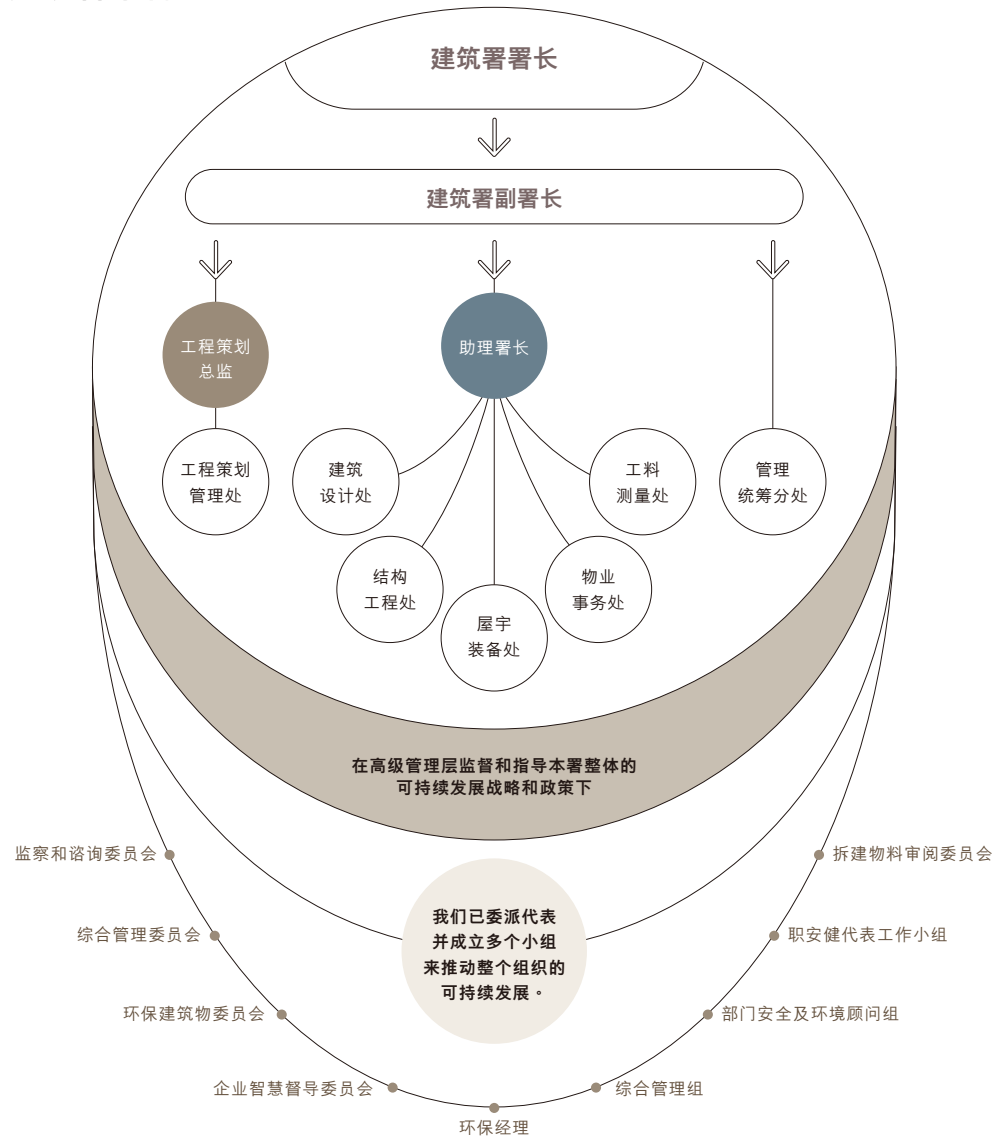 建筑署署长
建筑署副署长
工程策划
总监
助理署长
工程策划
管理处
建筑
设计处
工料
测量处
管理
统筹分处
结构
工程处
物业
事务处
屋宇
装备处
在高级管理层监督和指导本署整体的
可持续发展战略和政策下
我们已委派代表
并成立多个小组
来推动整个组织的
可持续发展。
监察和谘询委员会
综合管理委员会
环保建筑物委员会
企业智慧督导委员会
环保经理
综合管理组
部门安全及环境顾问组
职安健代表工作小组
拆建物料审阅委员会